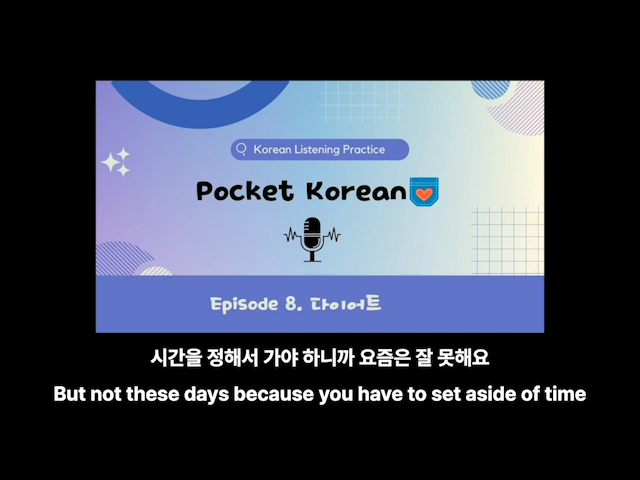 Korean Listening Practice
Pocket Korean
Episode 8. 다이어트
시간을 정해서 가야 하니까 요즘은 잘 못해요
But not these days because you have to set aside of time